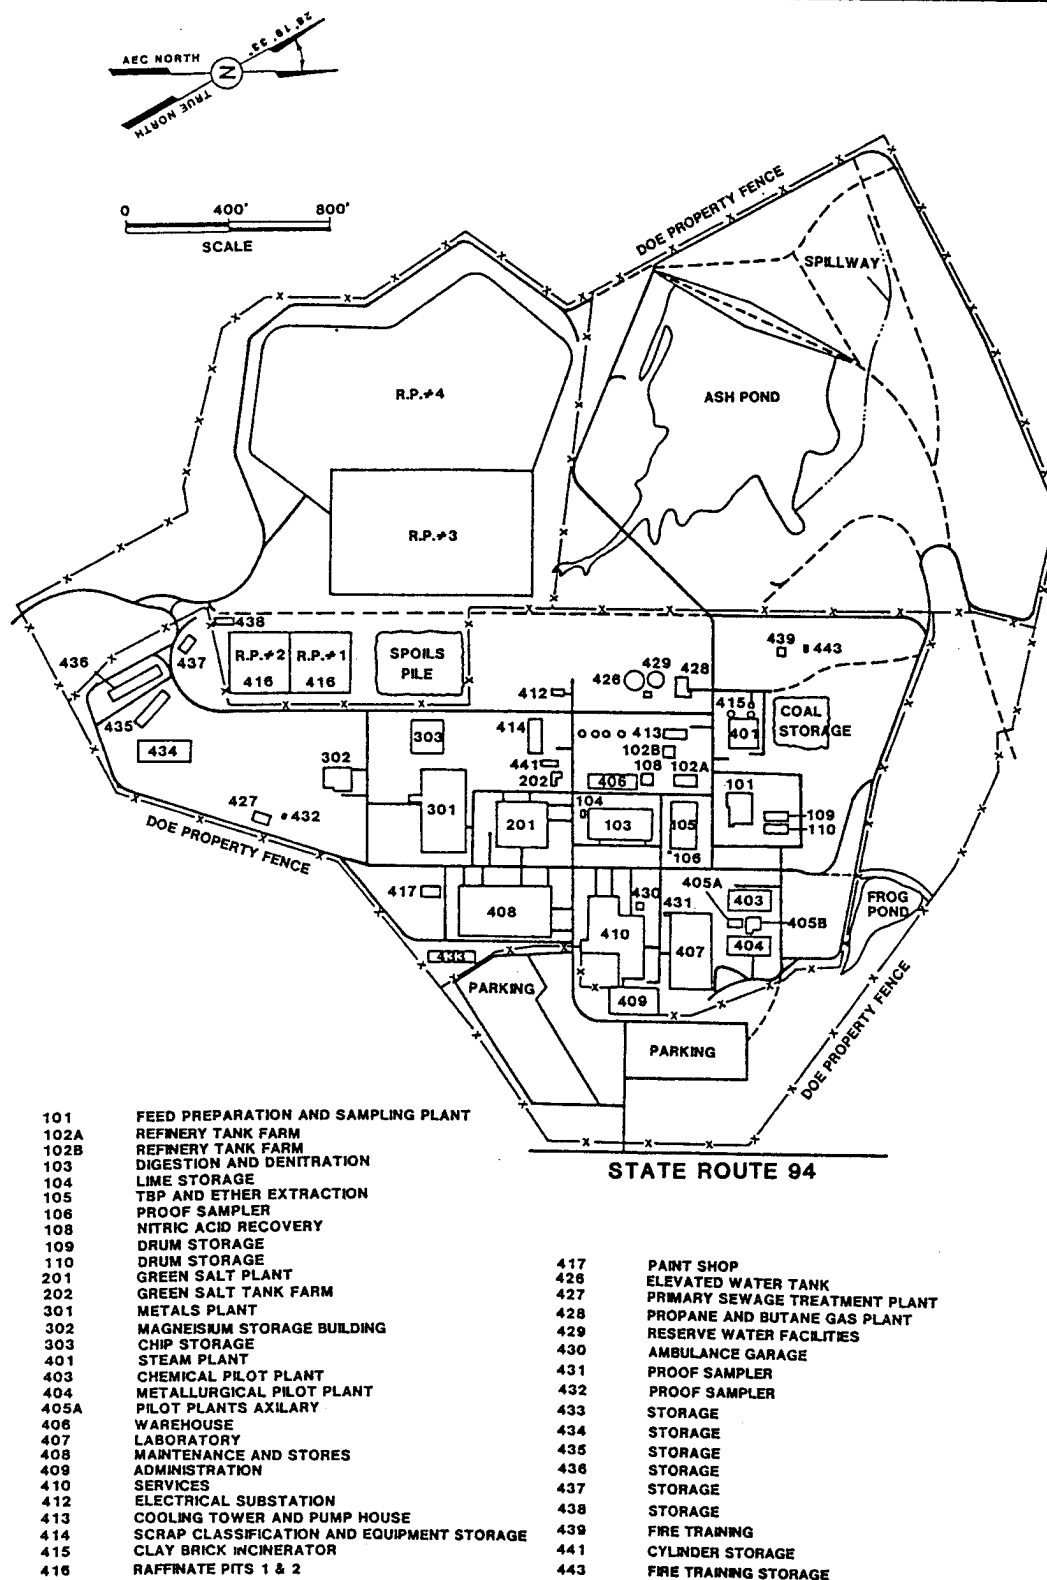 28° 19' 33"
AEC NORTH
N
TRUE NORTH
0 400' 800'
SCALE
DOE PROPERTY FENCE
SPILLWAY
R.P.#4
ASH POND
R.P.#3
438
439
443
436
437
R.P.#2
R.P.#1
416
416
SPOILS
PILE
429
428
426
412
415
COAL
STORAGE
435
434
414
413
401
303
302
102B
441
108
102A
202
406
101
427
432
301
104
201
103
105
109
110
106
DOE PROPERTY FENCE
405A
417
430
403
FROG
POND
408
431
405B
410
404
407
433
PARKING
409
DOE PROPERTY FENCE
PARKING
STATE ROUTE 94
101 FEED PREPARATION AND SAMPLING PLANT
102A REFINERY TANK FARM
102B REFINERY TANK FARM
103 DIGESTION AND DENITRATION
104 LIME STORAGE
105 TBP AND ETHER EXTRACTION
106 PROOF SAMPLER
108 NITRIC ACID RECOVERY
109 DRUM STORAGE
110 DRUM STORAGE
201 GREEN SALT PLANT
202 GREEN SALT TANK FARM
301 METALS PLANT
302 MAGNEISIUM STORAGE BUILDING
303 CHIP STORAGE
401 STEAM PLANT
403 CHEMICAL PILOT PLANT
404 METALLURGICAL PILOT PLANT
405A PILOT PLANTS AXILARY
406 WAREHOUSE
407 LABORATORY
408 MAINTENANCE AND STORES
409 ADMINISTRATION
410 SERVICES
412 ELECTRICAL SUBSTATION
413 COOLING TOWER AND PUMP HOUSE
414 SCRAP CLASSIFICATION AND EQUIPMENT STORAGE
415 CLAY BRICK INCINERATOR
416 RAFFINATE PITS 1 & 2
417 PAINT SHOP
426 ELEVATED WATER TANK
427 PRIMARY SEWAGE TREATMENT PLANT
428 PROPANE AND BUTANE GAS PLANT
429 RESERVE WATER FACILITIES
430 AMBULANCE GARAGE
431 PROOF SAMPLER
432 PROOF SAMPLER
433 STORAGE
434 STORAGE
435 STORAGE
436 STORAGE
437 STORAGE
438 STORAGE
439 FIRE TRAINING
441 CYLINDER STORAGE
443 FIRE TRAINING STORAGE